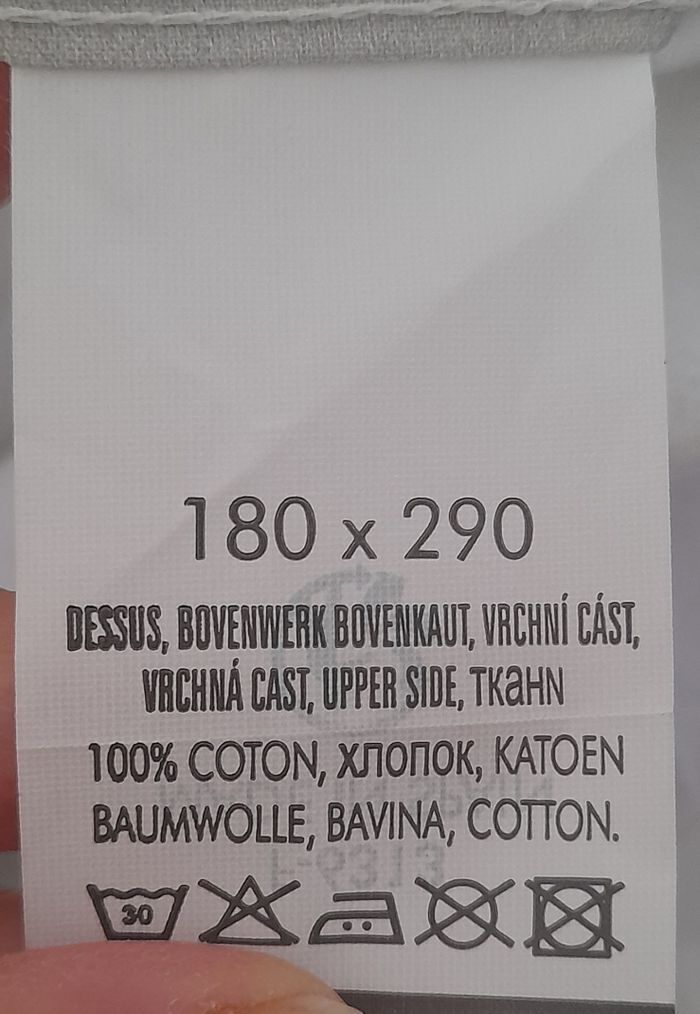 180 x 290
DESSUS, BOVENWERK BOVENKAUT, VRCHNÍ CÁST,
VRCHNÁ CAST, UPPER SIDE, ТКаНN
100% COTON, ХЛОПОК, KATOEN
BAUMWOLLE, BAVINA, COTTON.
30